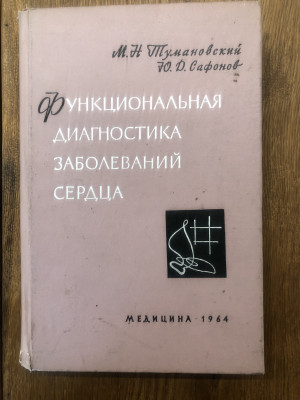 М. Н. Тумановский
Ю. Д. Сафонов
ФУНКЦИОНАЛЬНАЯ
ДИАГНОСТИКА
ЗАБОЛЕВАНИЙ
СЕРДЦА
МЕДИЦИНА · 1964